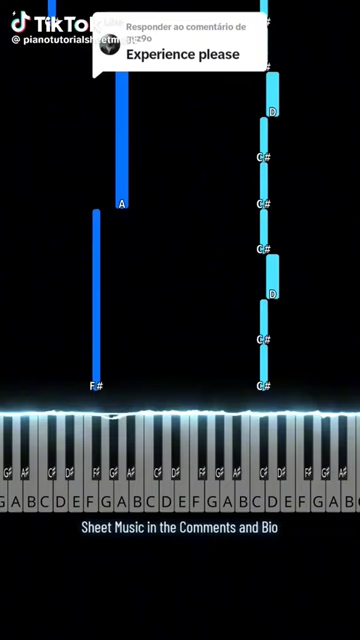 TikTok
@ pianotutorialsheetm
Responder ao comentário de
Experience please
D
C#
C#
A
C#
D
C#
F#
C#
G# A# C# D# F# G# A# C# D# F# G# A# C# D# F# G# A#
G A B C D E F G A B C D E F G A B C D E F G A B
Sheet Music in the Comments and Bio